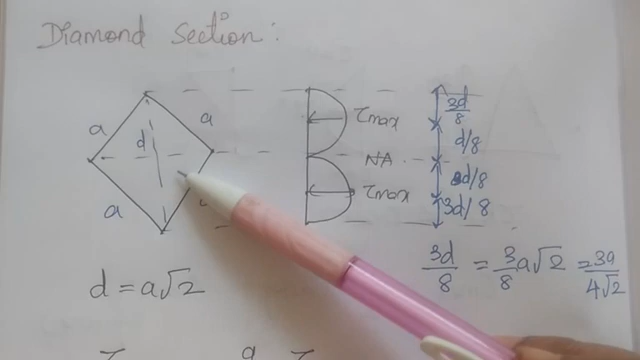 Diamond Section:
a a
d
a
τmax
NA
τmax
3d/8
d/8
d/8
3d/8
d = a√2
3d/8 = 3/8 a√2 = 3a/4√2